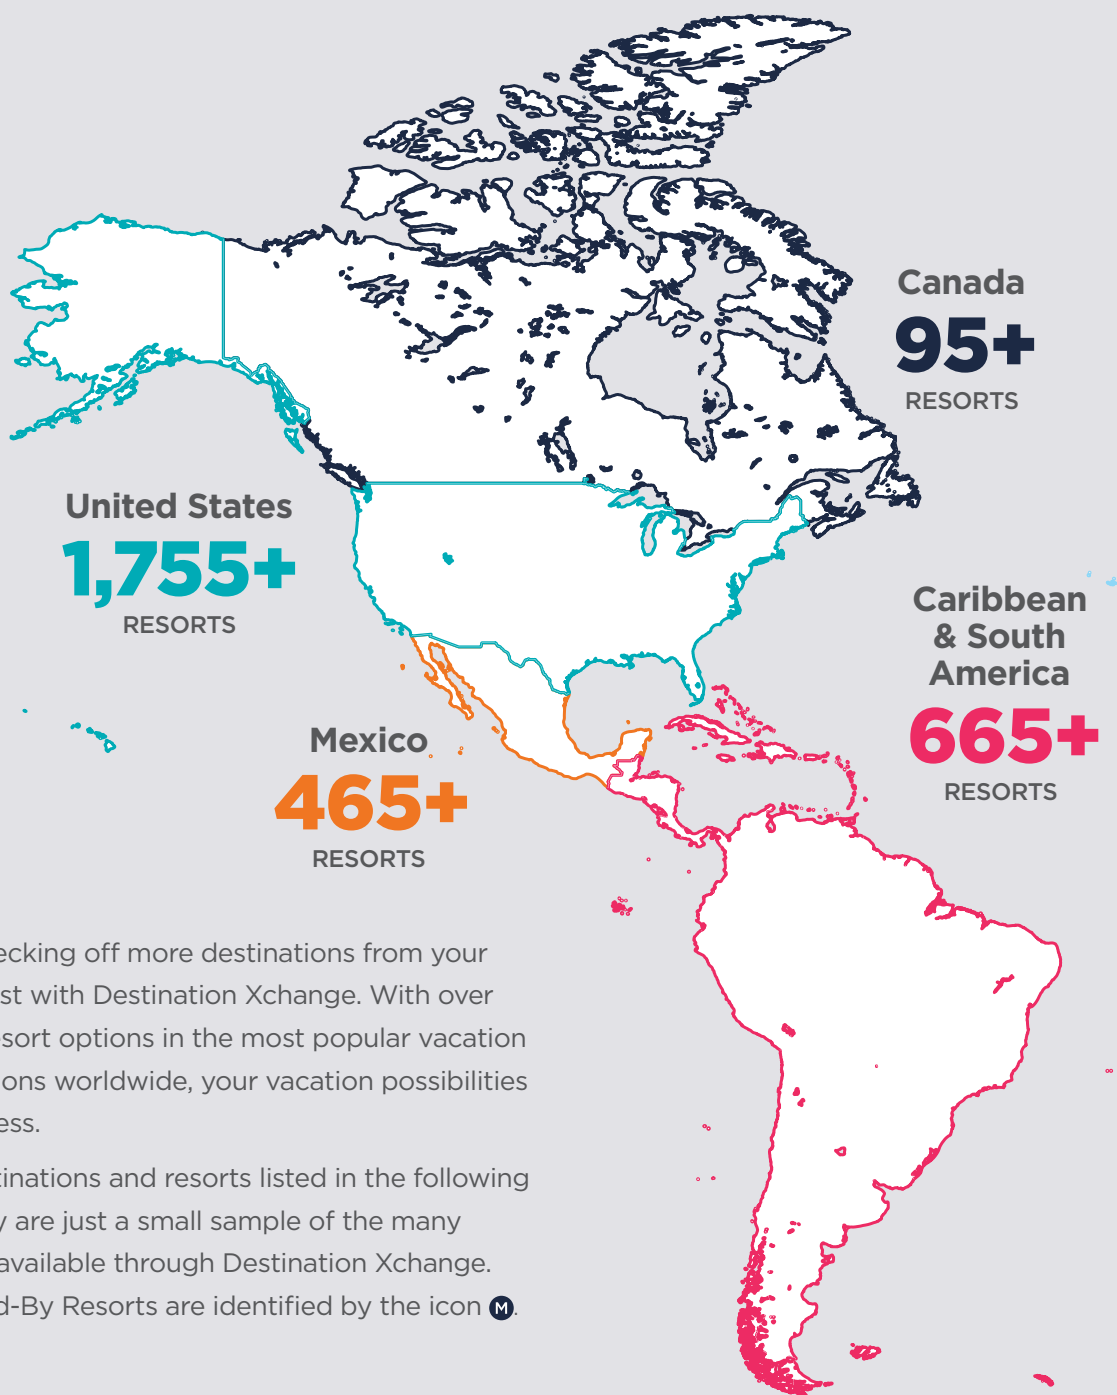 Canada
95+
RESORTS
United States
1,755+
RESORTS
Caribbean
& South
America
665+
RESORTS
Mexico
465+
RESORTS
ecking off more destinations from your
st with Destination Xchange. With over
sort options in the most popular vacation
ons worldwide, your vacation possibilities
ess.
tinations and resorts listed in the following
y are just a small sample of the many
available through Destination Xchange.
d-By Resorts are identified by the icon M.